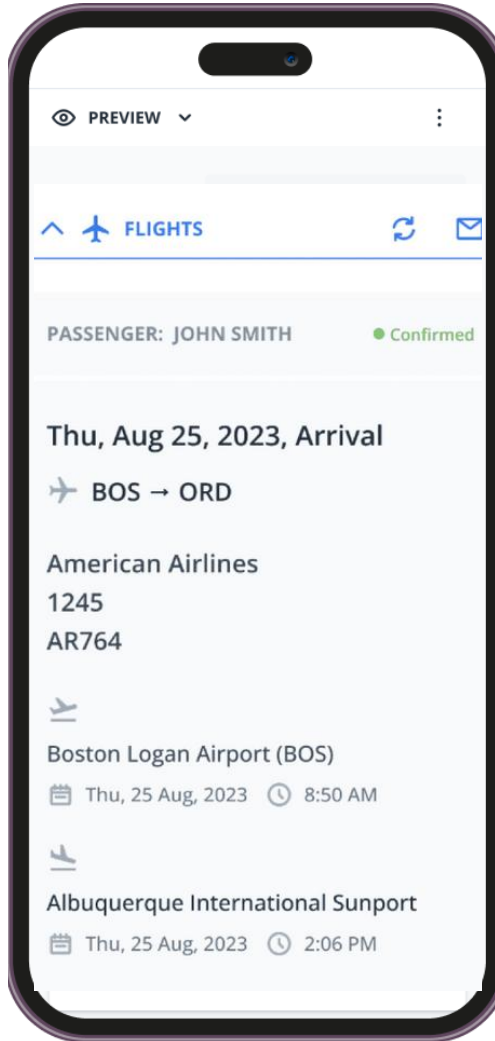 PREVIEW
FLIGHTS
PASSENGER: JOHN SMITH Confirmed
Thu, Aug 25, 2023, Arrival
BOS → ORD
American Airlines
1245
AR764
Boston Logan Airport (BOS)
Thu, 25 Aug, 2023 8:50 AM
Albuquerque International Sunport
Thu, 25 Aug, 2023 2:06 PM